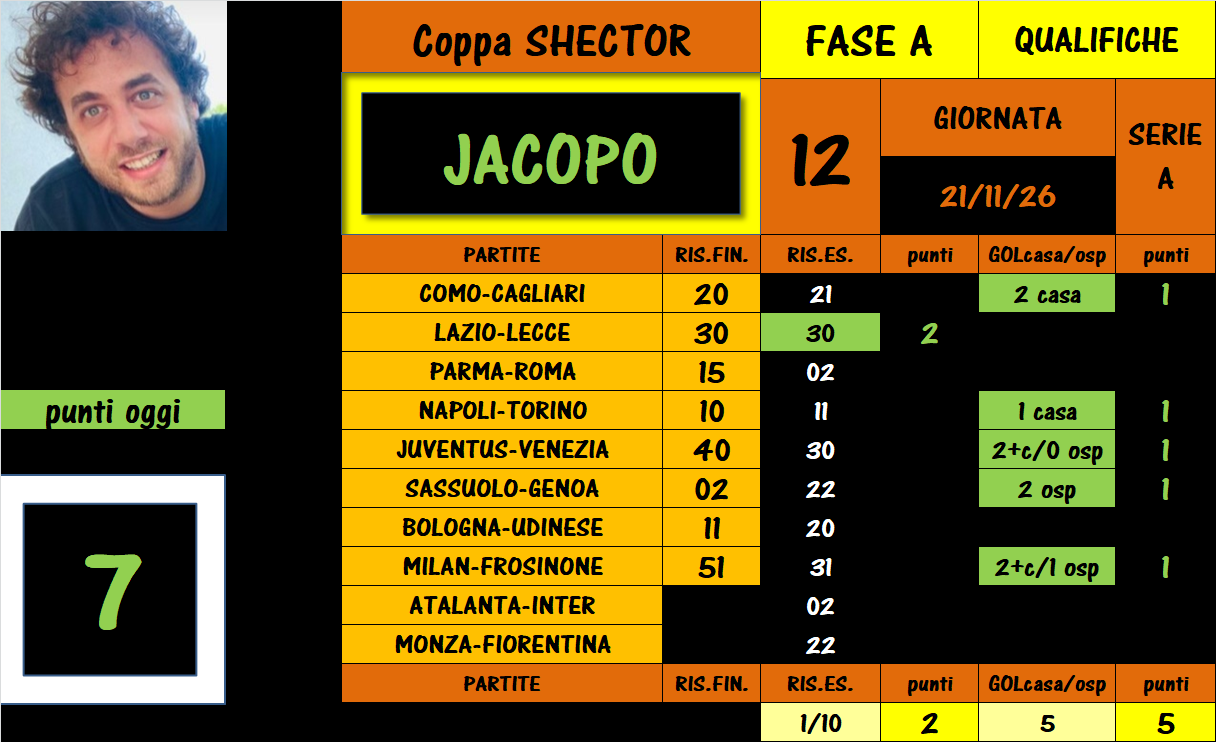 Coppa SHECTOR
FASE A
QUALIFICHE
JACOPO
12
GIORNATA
21/11/26
SERIE
A
PARTITE RIS.FIN. RIS.ES. punti GOLcasa/osp punti
COMO-CAGLIARI 20 21 2 casa 1
LAZIO-LECCE 30 30 2
PARMA-ROMA 15 02
punti oggi
NAPOLI-TORINO 10 11 1 casa 1
JUVENTUS-VENEZIA 40 30 2+c/0 osp 1
SASSUOLO-GENOA 02 22 2 osp 1
BOLOGNA-UDINESE 11 20
MILAN-FROSINONE 51 31 2+c/1 osp 1
7
ATALANTA-INTER 02
MONZA-FIORENTINA 22
PARTITE RIS.FIN. RIS.ES. punti GOLcasa/osp punti
1/10 2 5 5